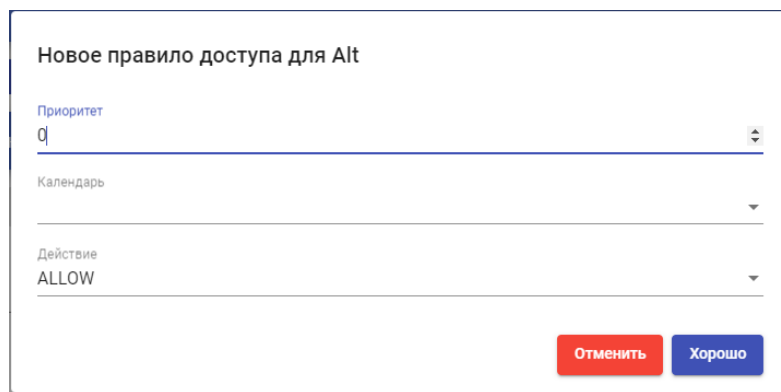 Новое правило доступа для Alt
Приоритет
0
Календарь
Действие
ALLOW
Отменить Хорошо